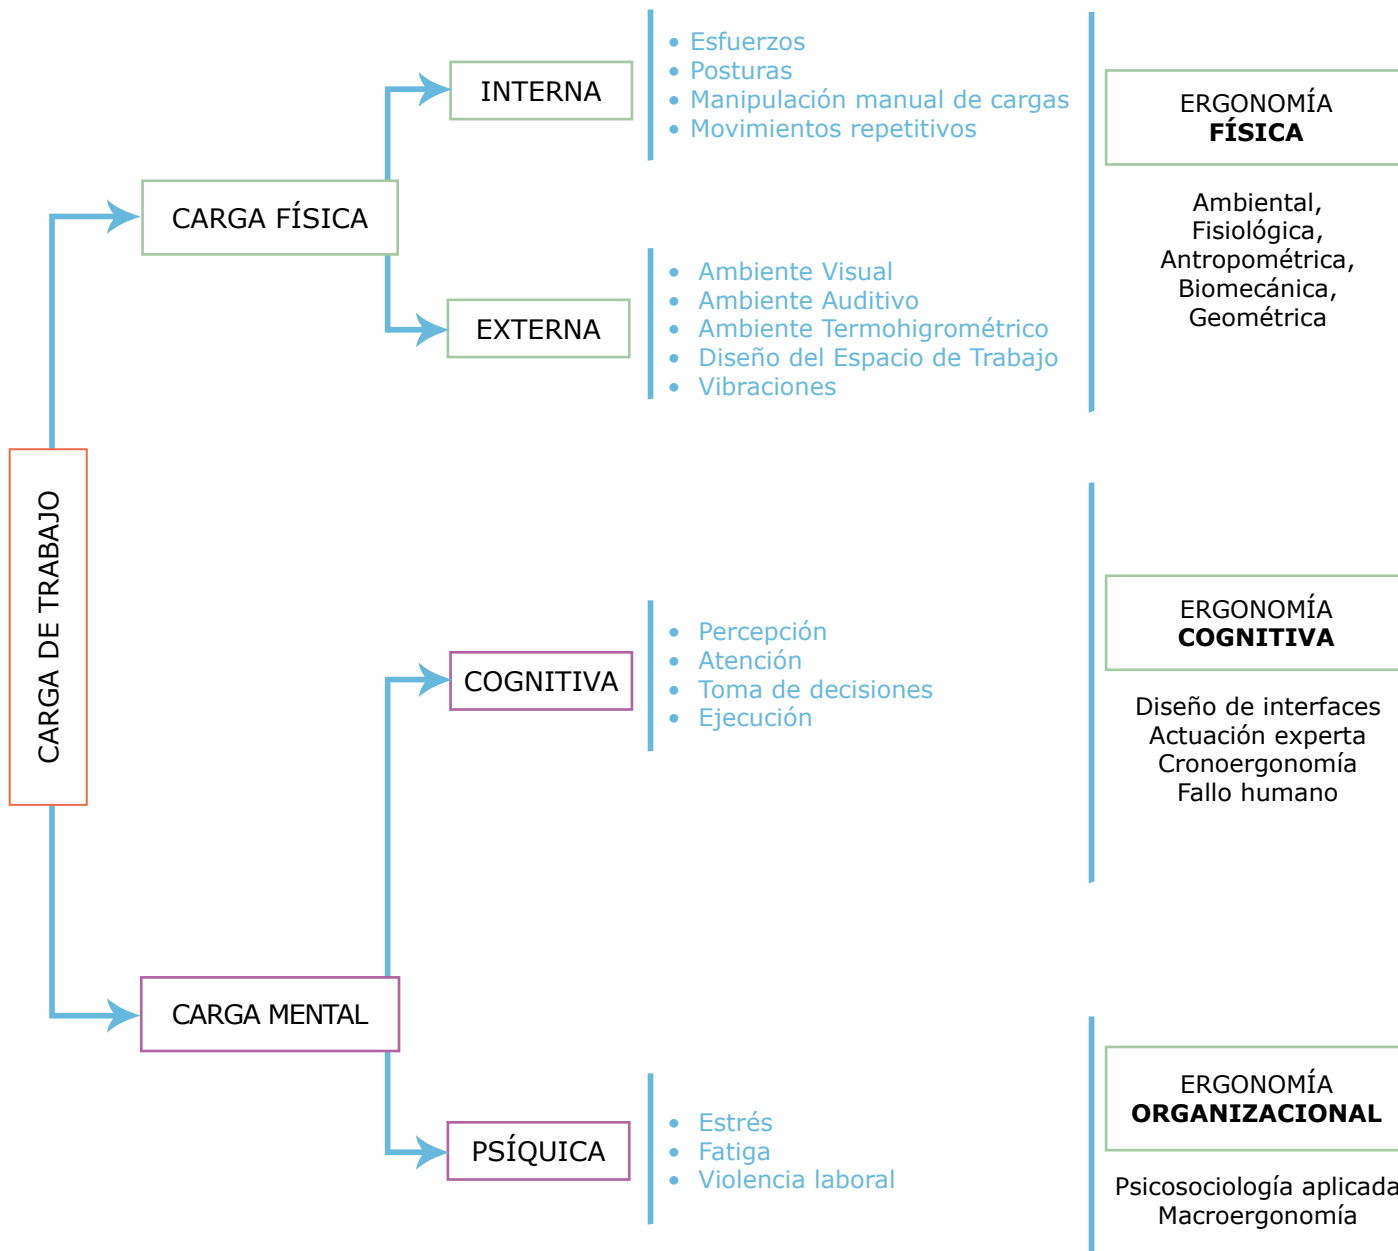 CARGA DE TRABAJO
CARGA FÍSICA
INTERNA
• Esfuerzos
• Posturas
• Manipulación manual de cargas
• Movimientos repetitivos
EXTERNA
• Ambiente Visual
• Ambiente Auditivo
• Ambiente Termohigrométrico
• Diseño del Espacio de Trabajo
• Vibraciones
ERGONOMÍA
FÍSICA
Ambiental,
Fisiológica,
Antropométrica,
Biomecánica,
Geométrica
CARGA MENTAL
COGNITIVA
• Percepción
• Atención
• Toma de decisiones
• Ejecución
ERGONOMÍA
COGNITIVA
Diseño de interfaces
Actuación experta
Cronoergonomía
Fallo humano
PSÍQUICA
• Estrés
• Fatiga
• Violencia laboral
ERGONOMÍA
ORGANIZACIONAL
Psicosociología aplicada
Macroergonomía